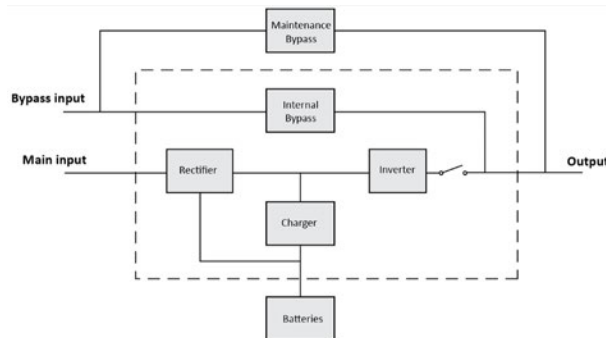 Maintenance
Bypass
Bypass input
Internal
Bypass
Main input
Rectifier
Inverter
Output
Charger
Batteries